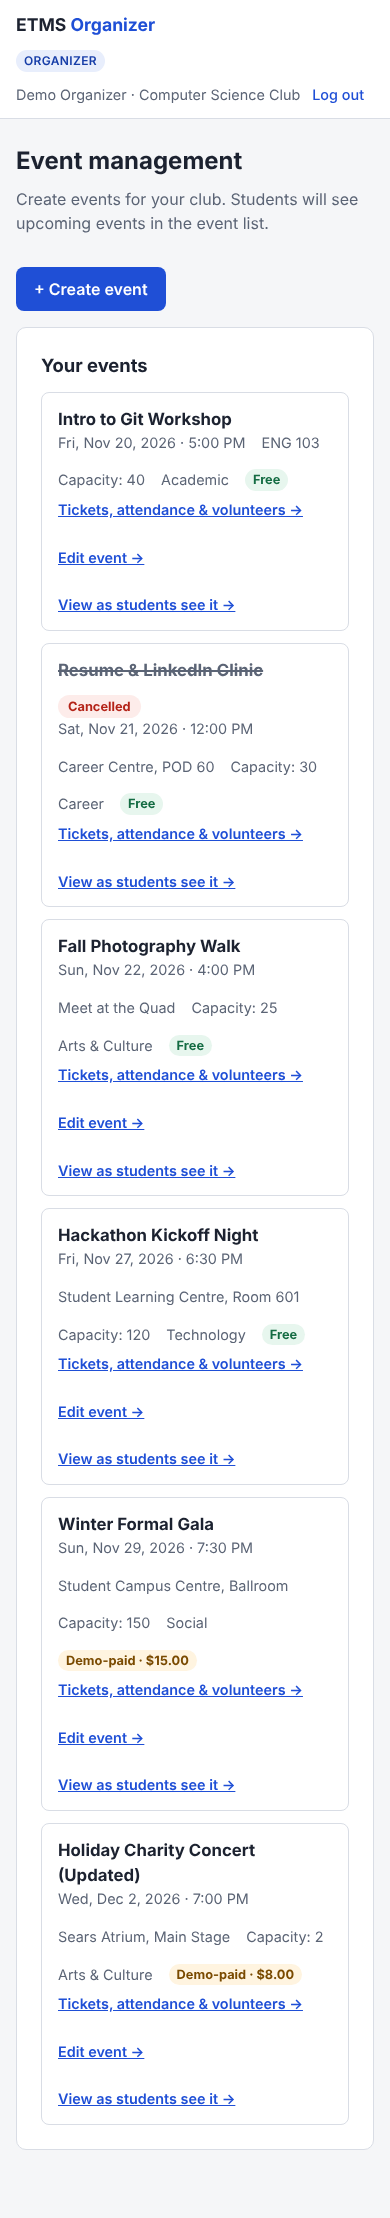 ETMS Organizer
ORGANIZER
Demo Organizer · Computer Science Club Log out
Event management
Create events for your club. Students will see
upcoming events in the event list.
+ Create event
Your events
Intro to Git Workshop
Fri, Nov 20, 2026 · 5:00 PM ENG 103
Capacity: 40 Academic Free
Tickets, attendance & volunteers →
Edit event →
View as students see it →
Resume & LinkedIn Clinic
Cancelled
Sat, Nov 21, 2026 · 12:00 PM
Career Centre, POD 60 Capacity: 30
Career Free
Tickets, attendance & volunteers →
View as students see it →
Fall Photography Walk
Sun, Nov 22, 2026 · 4:00 PM
Meet at the Quad Capacity: 25
Arts & Culture Free
Tickets, attendance & volunteers →
Edit event →
View as students see it →
Hackathon Kickoff Night
Fri, Nov 27, 2026 · 6:30 PM
Student Learning Centre, Room 601
Capacity: 120 Technology Free
Tickets, attendance & volunteers →
Edit event →
View as students see it →
Winter Formal Gala
Sun, Nov 29, 2026 · 7:30 PM
Student Campus Centre, Ballroom
Capacity: 150 Social
Demo-paid · $15.00
Tickets, attendance & volunteers →
Edit event →
View as students see it →
Holiday Charity Concert
(Updated)
Wed, Dec 2, 2026 · 7:00 PM
Sears Atrium, Main Stage Capacity: 2
Arts & Culture Demo-paid · $8.00
Tickets, attendance & volunteers →
Edit event →
View as students see it →